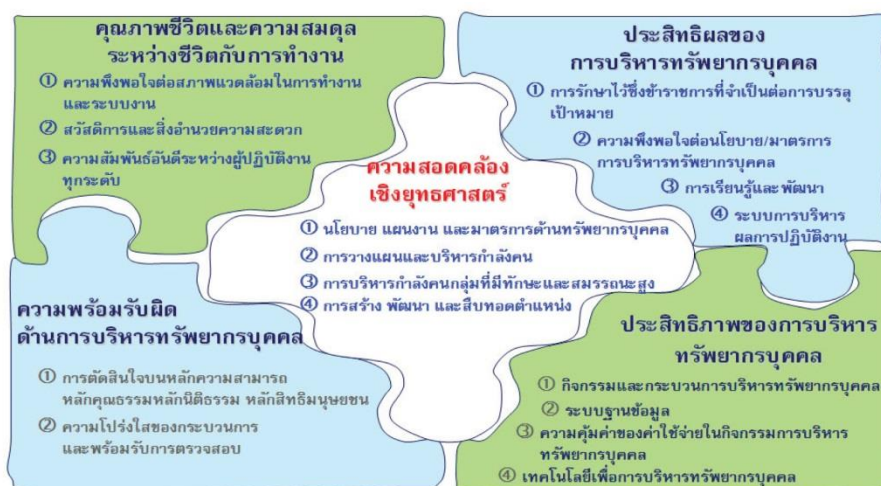 คุณภาพชีวิตและความสมดุล
ระหว่างชีวิตกับการทำงาน
① ความพึงพอใจต่อสภาพแวดล้อมในการทำงาน
และระบบงาน
② สวัสดิการและสิ่งอำนวยความสะดวก
③ ความสัมพันธ์อันดีระหว่างผู้ปฏิบัติงาน
ทุกระดับ
ประสิทธิผลของ
การบริหารทรัพยากรบุคคล
① การรักษาไว้ซึ่งข้าราชการที่จำเป็นต่อการบรรลุ
เป้าหมาย
② ความพึงพอใจต่อนโยบาย/มาตรการ
การบริหารทรัพยากรบุคคล
③ การเรียนรู้และพัฒนา
④ ระบบการบริหาร
ผลการปฏิบัติงาน
ความสอดคล้อง
เชิงยุทธศาสตร์
① นโยบาย แผนงาน และมาตรการด้านทรัพยากรบุคคล
② การวางแผนและบริหารกำลังคน
③ การบริหารกำลังคนกลุ่มที่มีทักษะและสมรรถนะสูง
④ การสร้าง พัฒนา และสืบทอดตำแหน่ง
ความพร้อมรับผิด
ด้านการบริหารทรัพยากรบุคคล
① การตัดสินใจบนหลักความสามารถ
หลักคุณธรรมหลักนิติธรรม หลักสิทธิมนุษยชน
② ความโปร่งใสของกระบวนการ
และพร้อมรับการตรวจสอบ
ประสิทธิภาพของการบริหาร
ทรัพยากรบุคคล
① กิจกรรมและกระบวนการบริหารทรัพยากรบุคคล
② ระบบฐานข้อมูล
③ ความคุ้มค่าของค่าใช้จ่ายในกิจกรรมการบริหาร
ทรัพยากรบุคคล
④ เทคโนโลยีเพื่อการบริหารทรัพยากรบุคคล